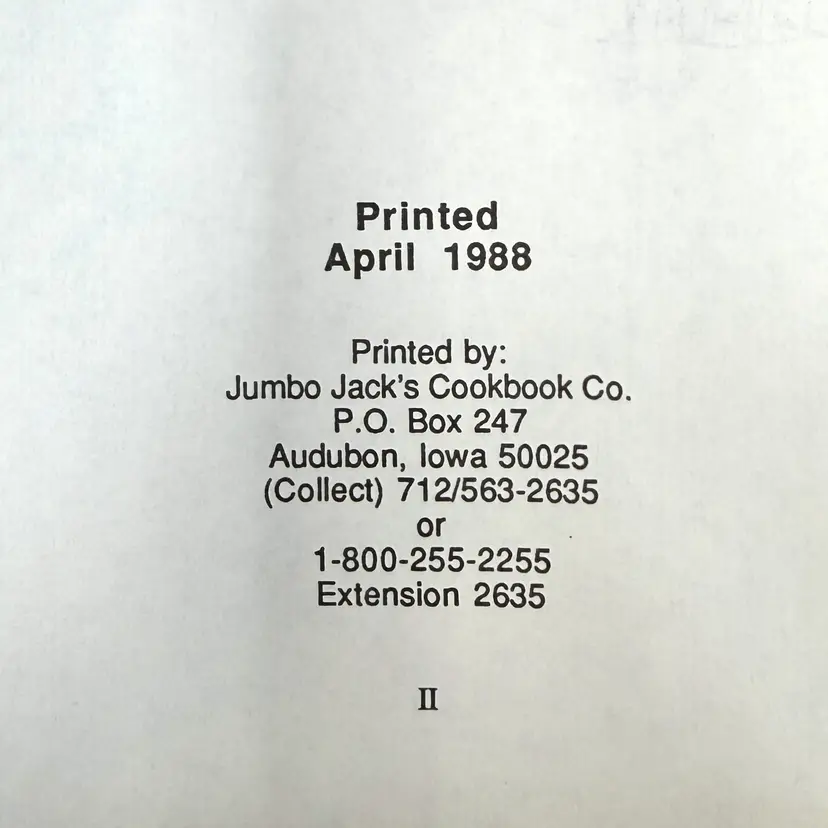 Printed
April 1988
Printed by:
Jumbo Jack's Cookbook Co.
P.O. Box 247
Audubon, Iowa 50025
(Collect) 712/563-2635
or
1-800-255-2255
Extension 2635
II